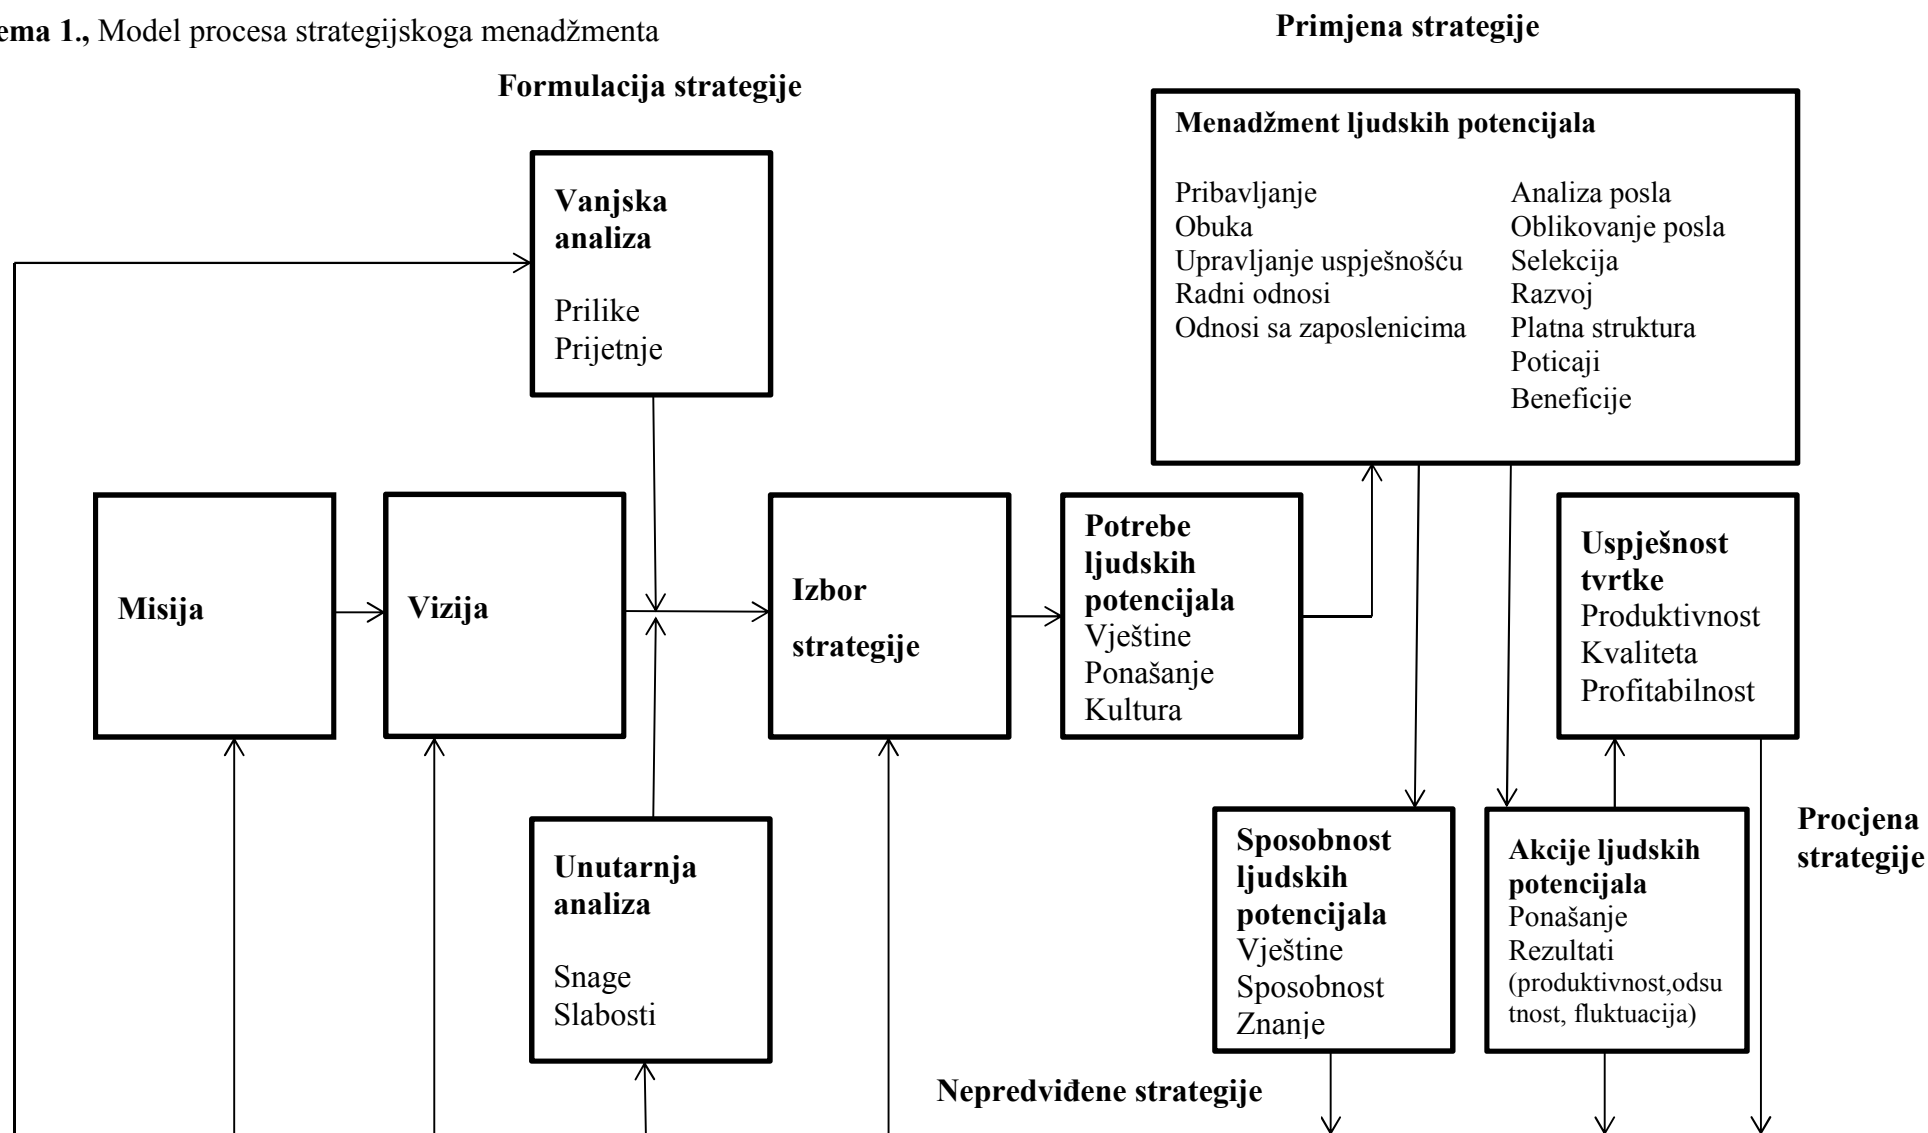 ema 1., Model procesa strategijskoga menadžmenta
Primjena strategije
Formulacija strategije
Menadžment ljudskih potencijala
Pribavljanje
Obuka
Upravljanje uspješnošću
Radni odnosi
Odnosi sa zaposlenicima
Analiza posla
Oblikovanje posla
Selekcija
Razvoj
Platna struktura
Poticaji
Beneficije
Vanjska
analiza
Prilike
Prijetnje
Misija
Vizija
Izbor
strategije
Potrebe
ljudskih
potencijala
Vještine
Ponašanje
Kultura
Uspješnost
tvrtke
Produktivnost
Kvaliteta
Profitabilnost
Unutarnja
analiza
Snage
Slabosti
Sposobnost
ljudskih
potencijala
Vještine
Sposobnost
Znanje
Akcije ljudskih
potencijala
Ponašanje
Rezultati
(produktivnost,odsu
tnost, fluktuacija)
Procjena
strategije
Nepredviđene strategije